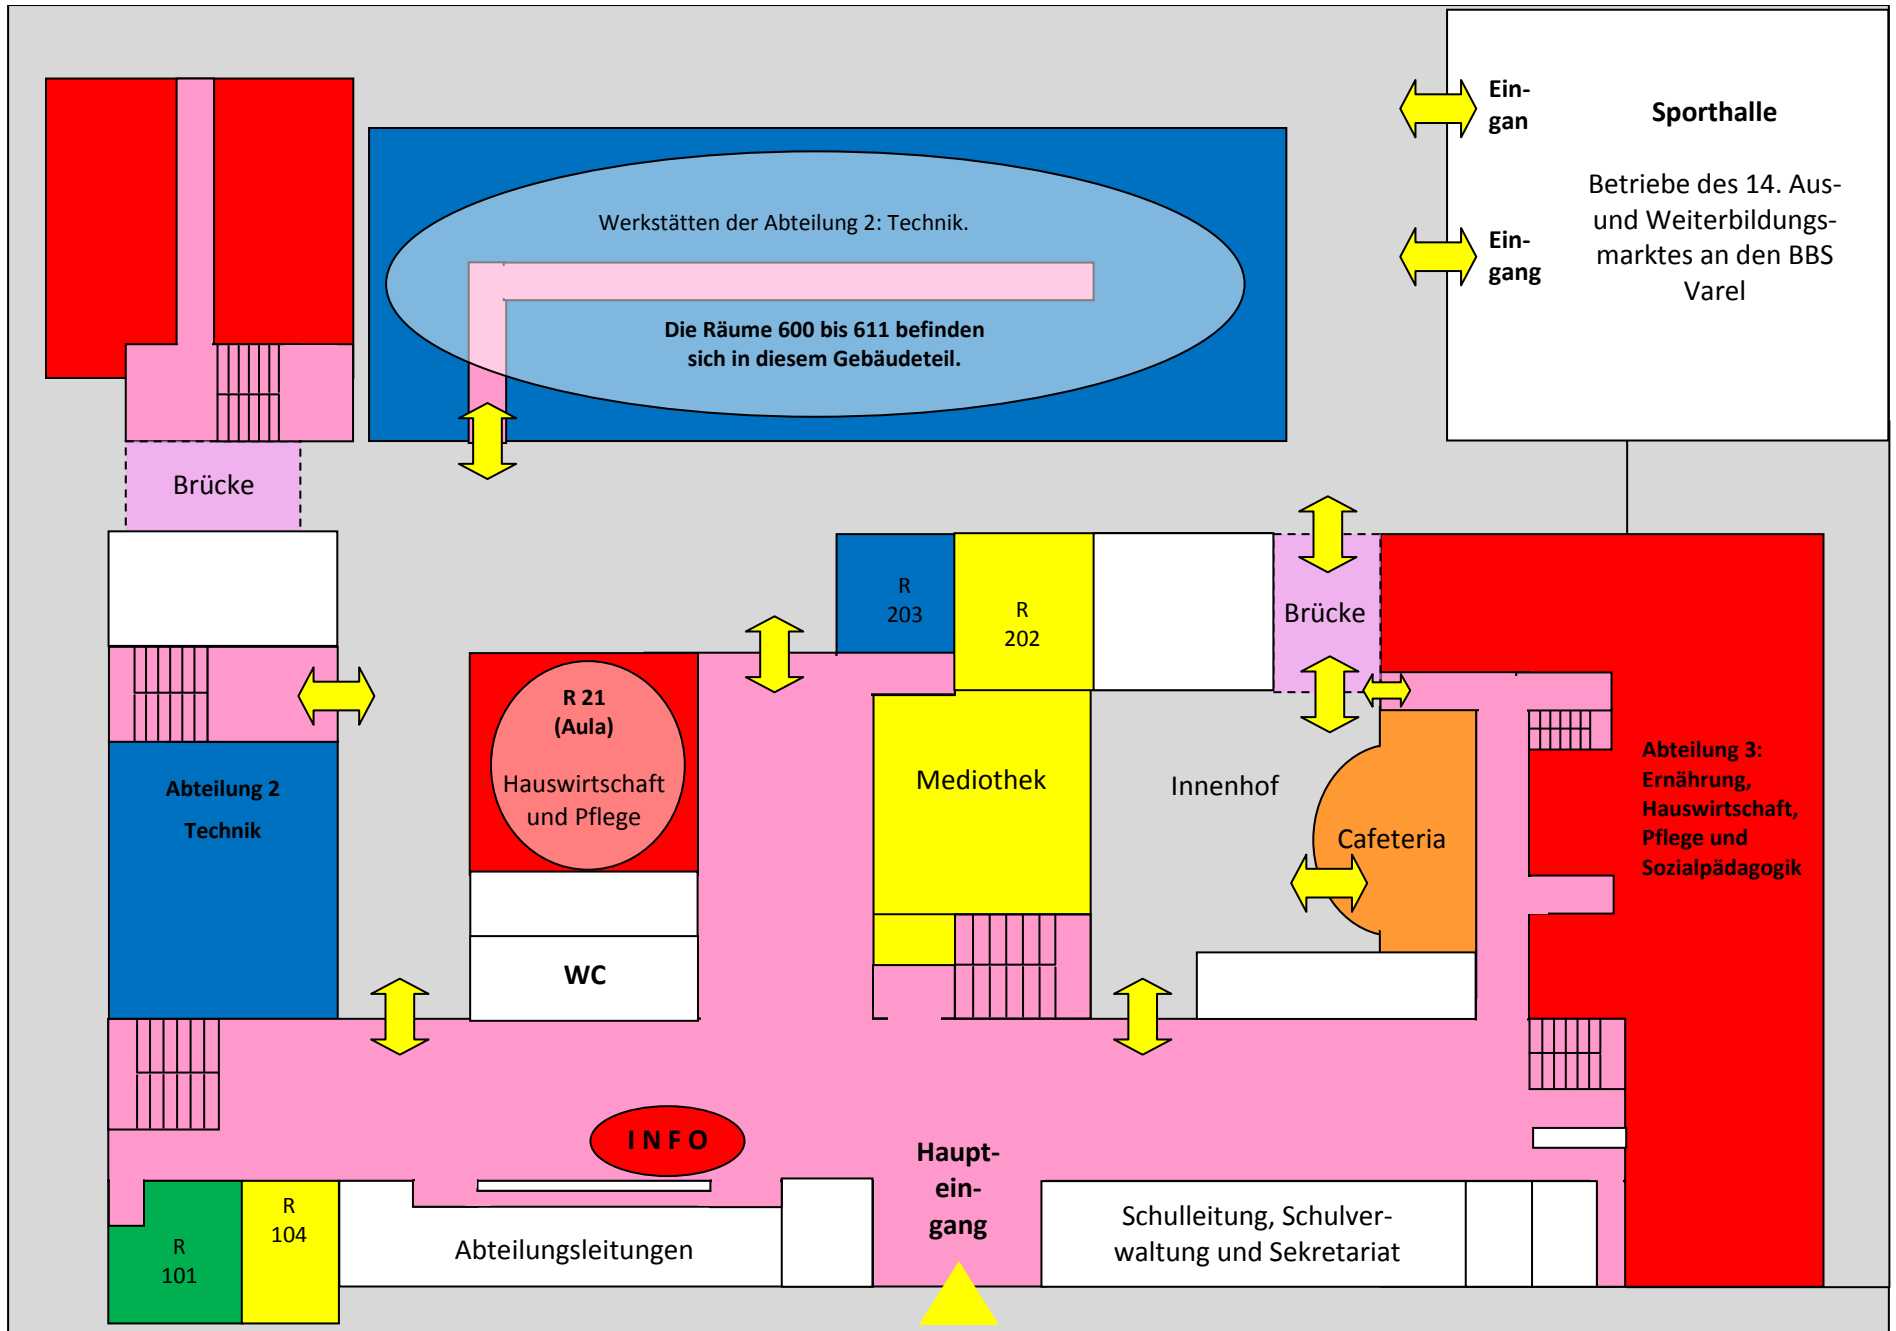 Ein-
gan
Sporthalle
Betriebe des 14. Aus-
und Weiterbildungs-
marktes an den BBS
Varel
Ein-
gang
Werkstätten der Abteilung 2: Technik.
Die Räume 600 bis 611 befinden
sich in diesem Gebäudeteil.
Brücke
R
203
R
202
Brücke
R 21
(Aula)
Hauswirtschaft
und Pflege
Abteilung 2
Technik
Mediothek
Innenhof
Cafeteria
Abteilung 3:
Ernährung,
Hauswirtschaft,
Pflege und
Sozialpädagogik
WC
I N F O
Haupt-
ein-
gang
R
101
R
104
Abteilungsleitungen
Schulleitung, Schulver-
waltung und Sekretariat